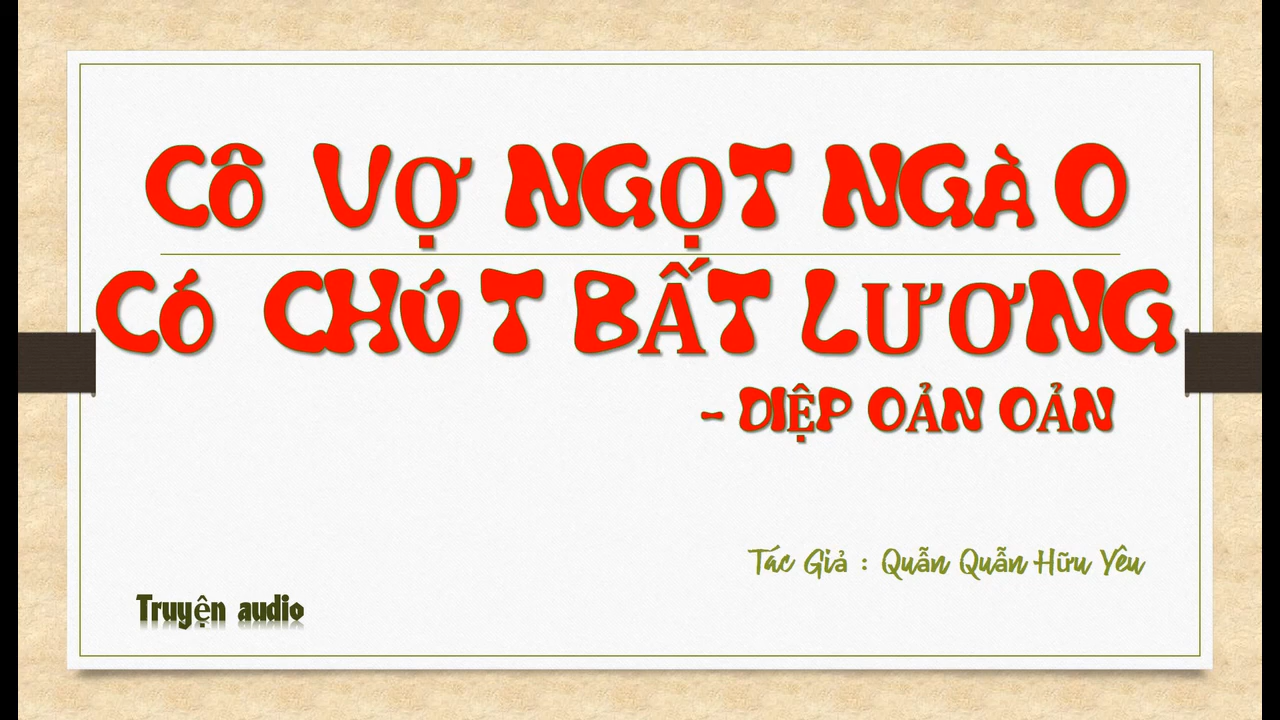 CÔ VỢ NGỌT NGÀO
CÓ CHÚT BẤT LƯƠNG
- DIỆP OẢN OẢN
Tác Giả : Quẫn Quẫn Hữu Yêu
Truyện audio